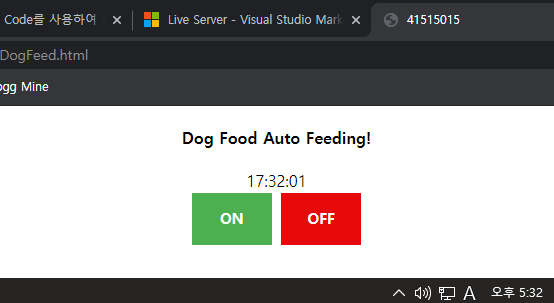 Code를 사용하여
Live Server - Visual Studio Mark
41515015
DogFeed.html
ogg Mine
Dog Food Auto Feeding!
17:32:01
ON OFF
A 오후 5:32